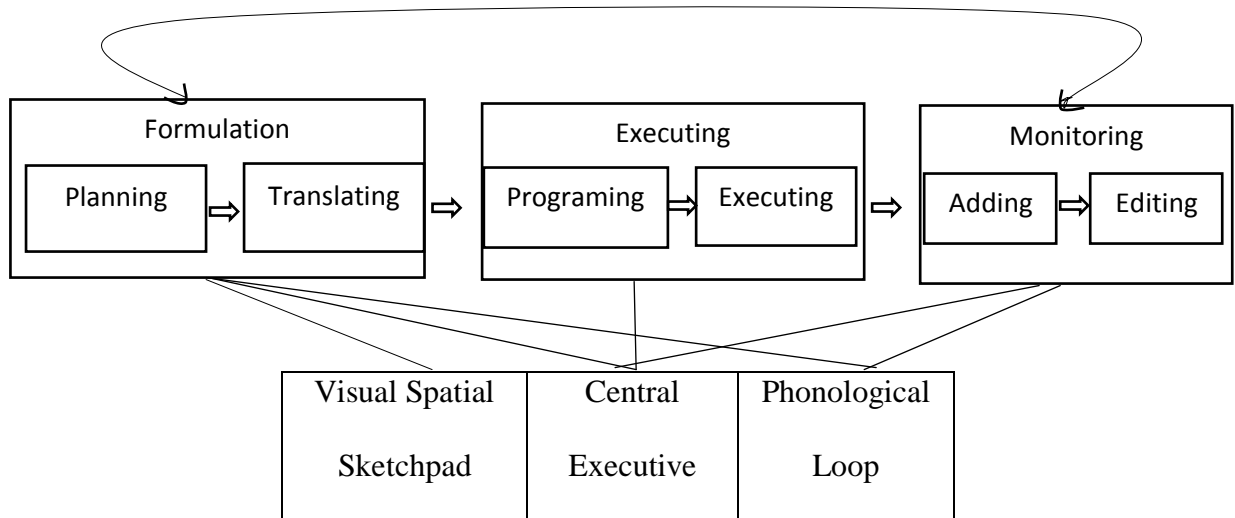 Formulation
Planning
Translating
Executing
Programing
Executing
Monitoring
Adding
Editing
Visual Spatial
Sketchpad
Central
Executive
Phonological
Loop